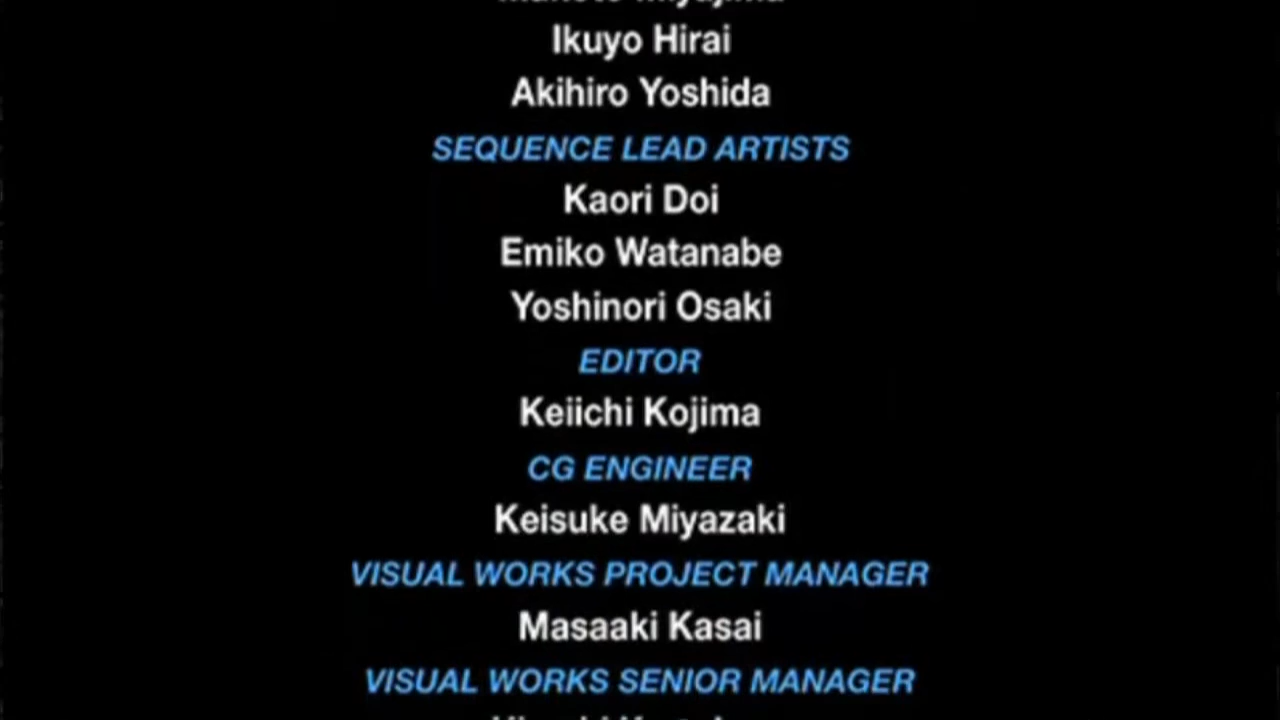 Ikuyo Hirai
Akihiro Yoshida
SEQUENCE LEAD ARTISTS
Kaori Doi
Emiko Watanabe
Yoshinori Osaki
EDITOR
Keiichi Kojima
CG ENGINEER
Keisuke Miyazaki
VISUAL WORKS PROJECT MANAGER
Masaaki Kasai
VISUAL WORKS SENIOR MANAGER